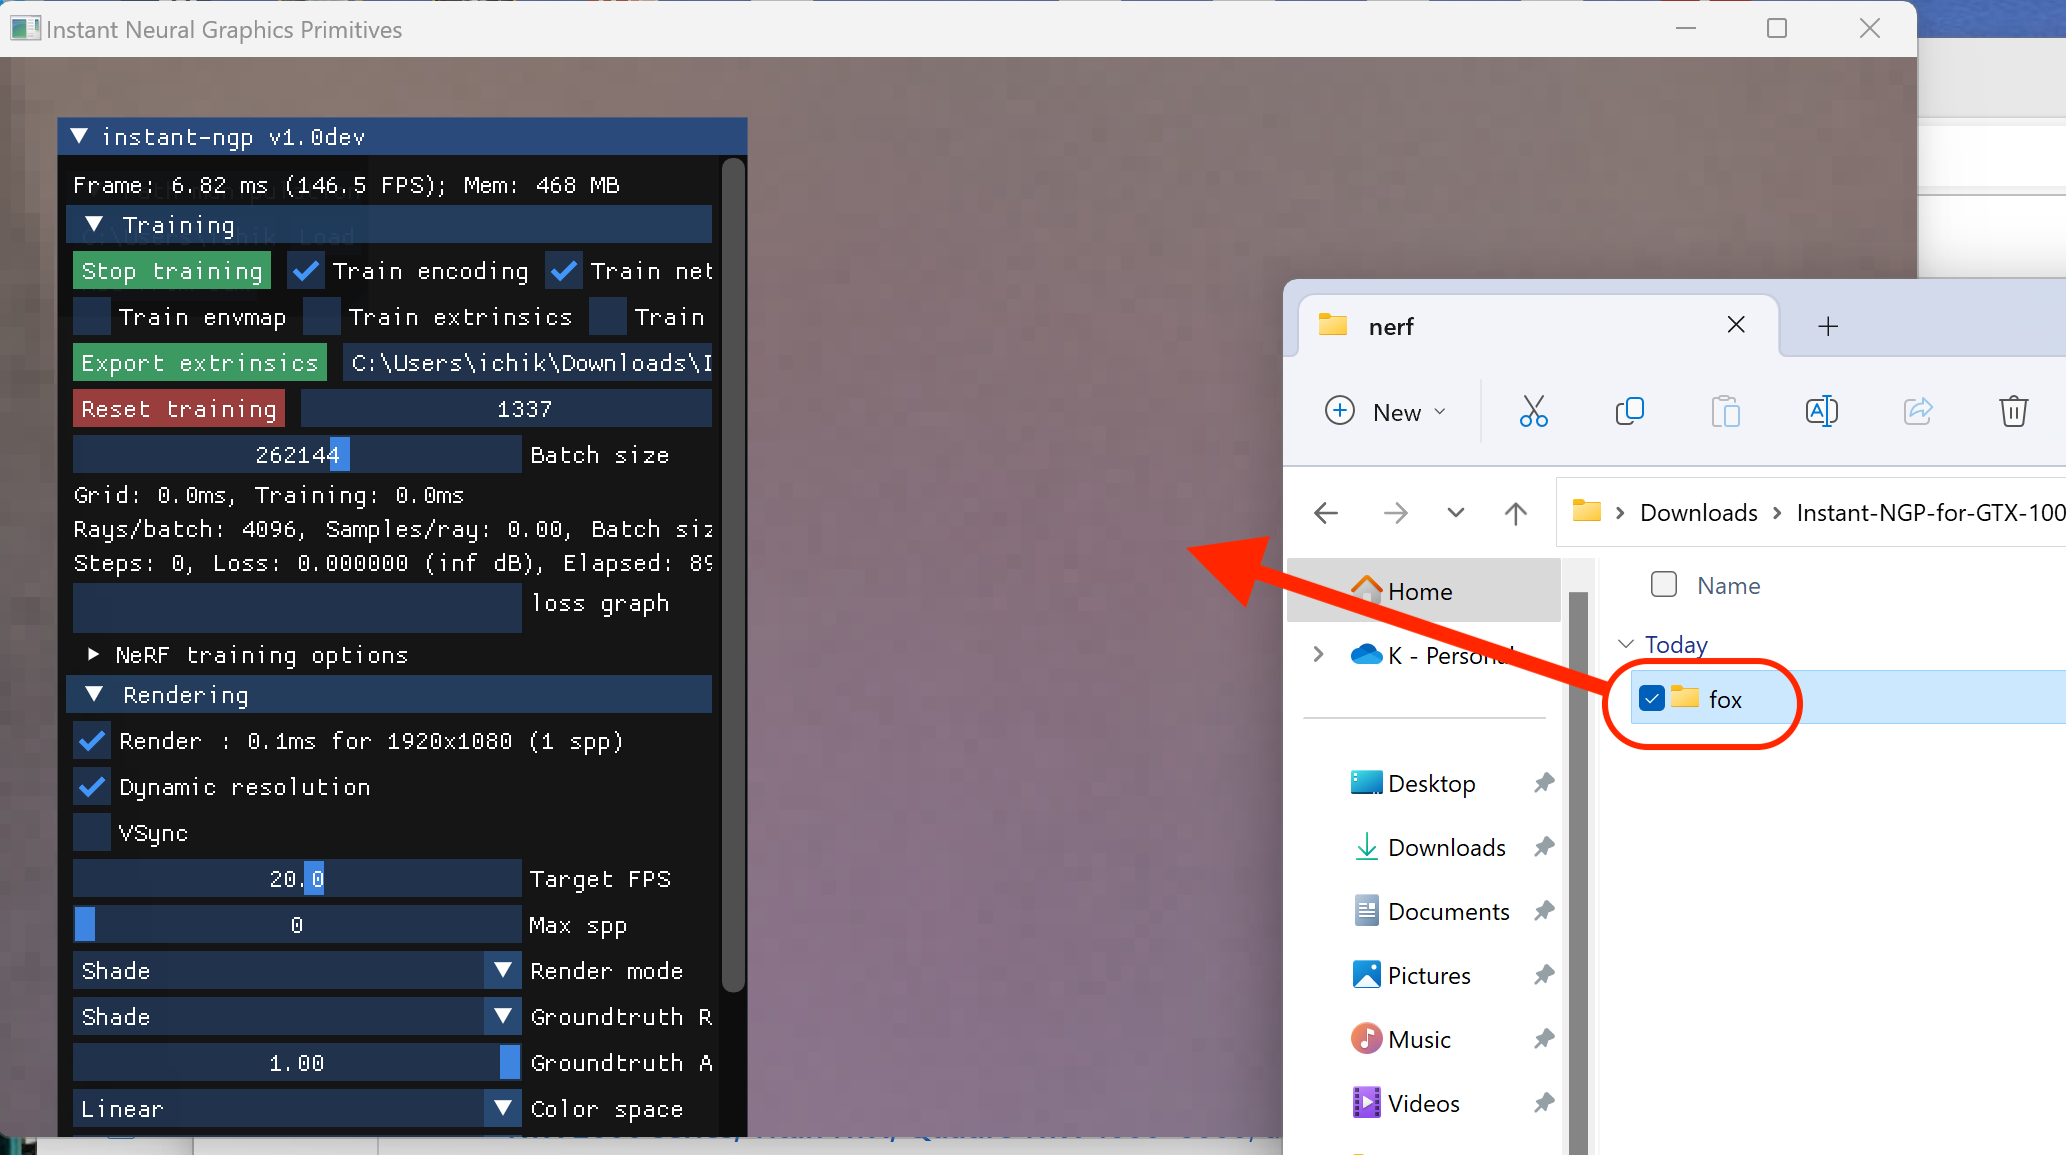 Instant Neural Graphics Primitives
instant-ngp v1.0dev
Frame: 6.82 ms (146.5 FPS); Mem: 468 MB
Training
Stop training Train encoding Train net
Train envmap Train extrinsics Train
Export extrinsics C:\Users\ichik\Downloads\I
Reset training 1337
262144 Batch size
Grid: 0.0ms, Training: 0.0ms
Rays/batch: 4096, Samples/ray: 0.00, Batch siz
Steps: 0, Loss: 0.000000 (inf dB), Elapsed: 89
loss graph
NeRF training options
Rendering
Render : 0.1ms for 1920x1080 (1 spp)
Dynamic resolution
VSync
20.0 Target FPS
0 Max spp
Shade Render mode
Shade Groundtruth R
1.00 Groundtruth A
Linear Color space
nerf
New
Downloads > Instant-NGP-for-GTX-100
Name
Home
K - Personal
Today
fox
Desktop
Downloads
Documents
Pictures
Music
Videos